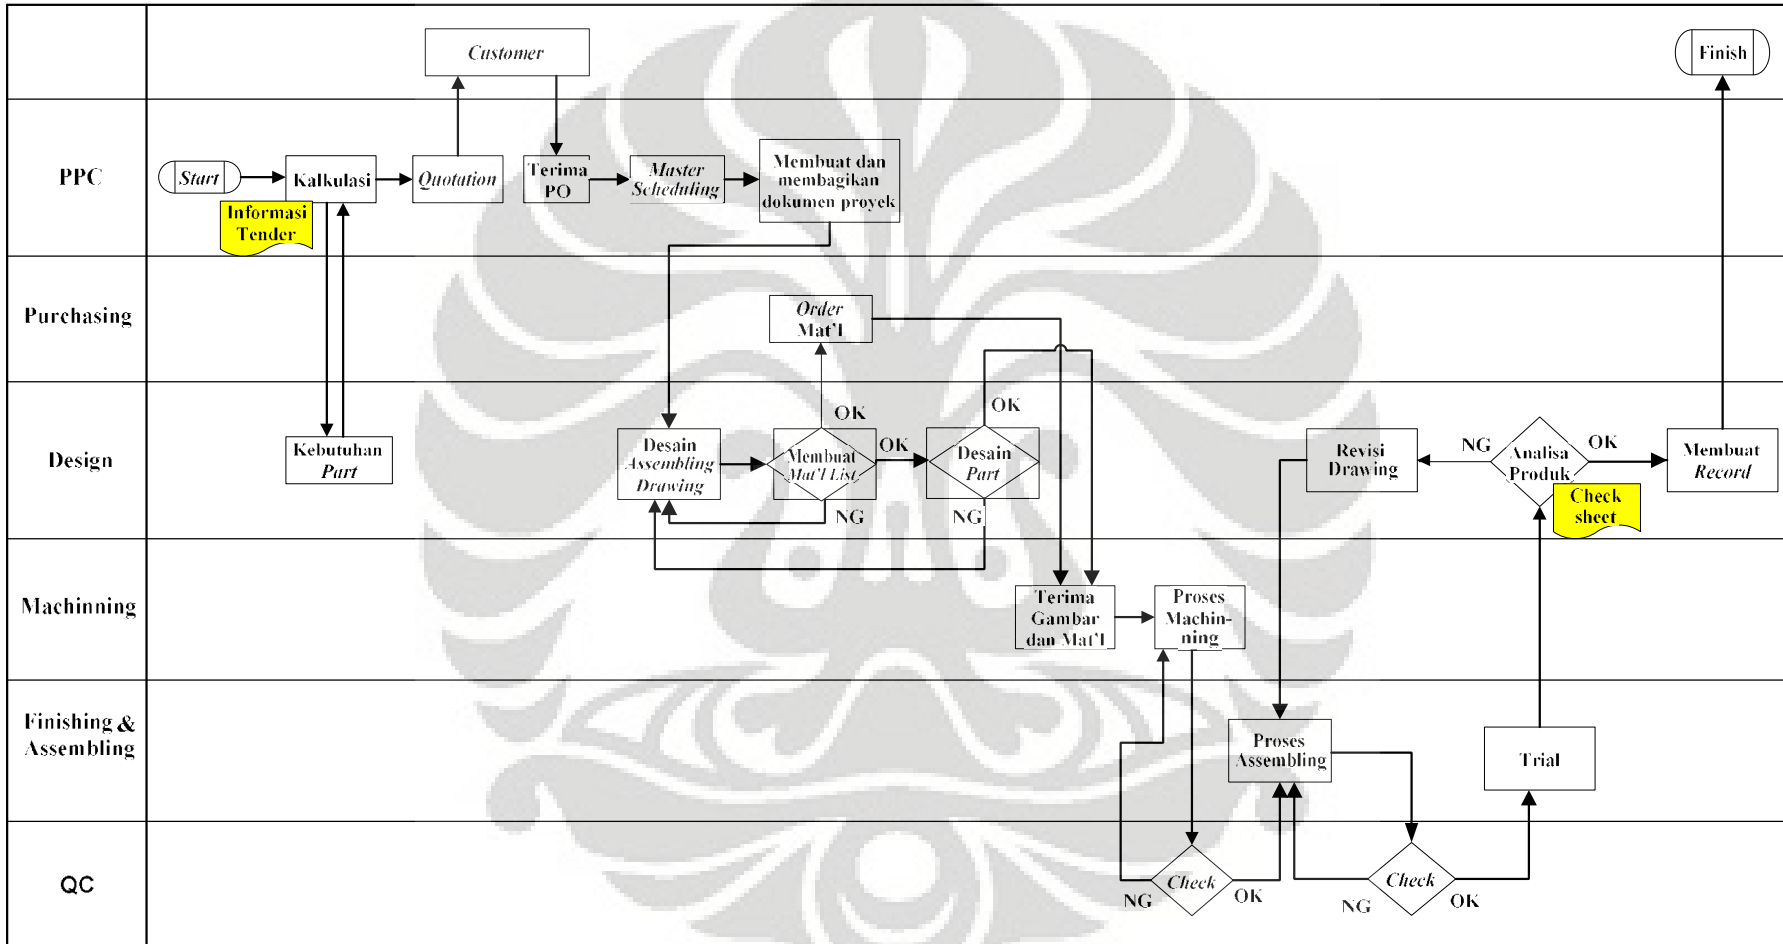 Customer
Finish
PPC
Start
Kalkulasi
Quotation
Terima
PO
Master
Scheduling
Membuat dan
membagikan
dokumen proyek
Informasi
Tender
Purchasing
Order
Mat'l
OK
OK
Design
Kebutuhan
Part
Desain
Assembling
Drawing
Membuat
Mat'l List
OK
Desain
Part
NG
NG
Revisi
Drawing
NG
Analisa
Produk
OK
Membuat
Record
Check
sheet
Machinning
Terima
Gambar
dan Mat'l
Proses
Machin-
ning
Finishing &
Assembling
Proses
Assembling
Trial
QC
NG
Check
OK
NG
Check
OK